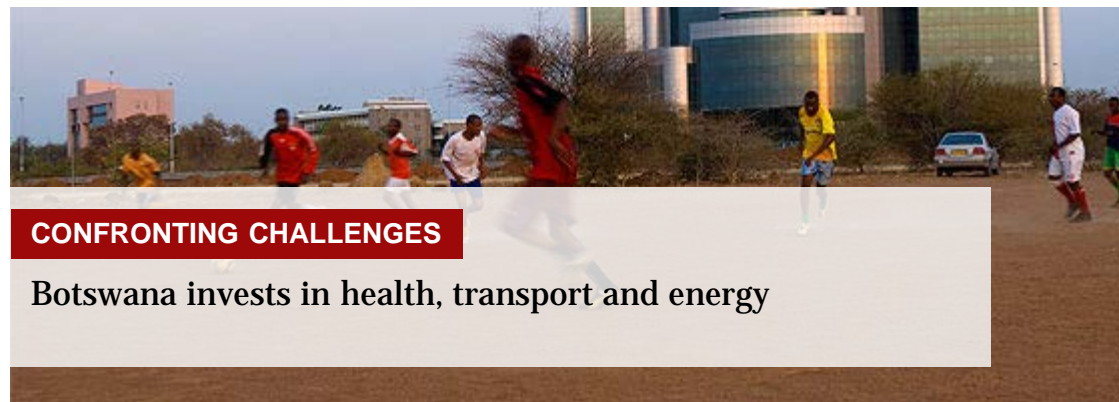 CONFRONTING CHALLENGES
Botswana invests in health, transport and energy